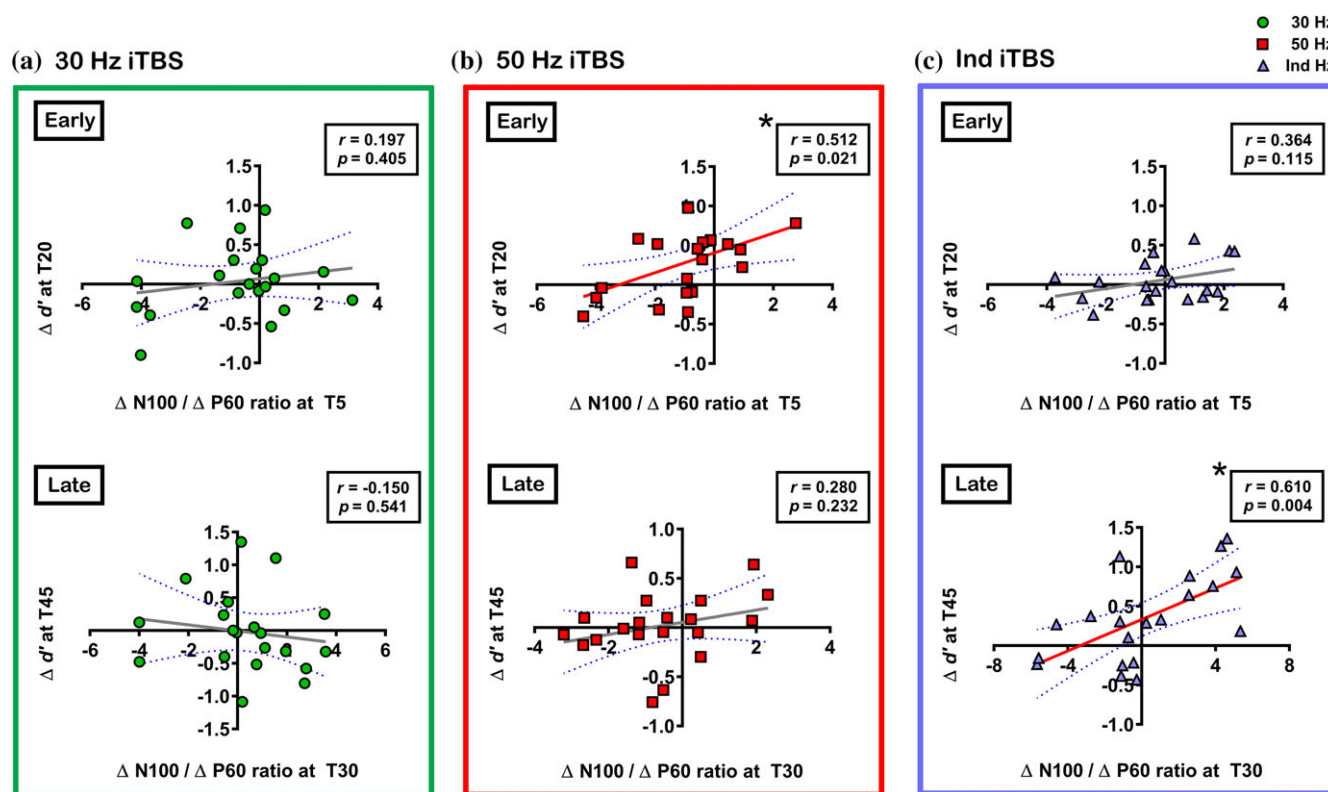 30 Hz
50 Hz
Ind Hz
(a) 30 Hz iTBS
(b) 50 Hz iTBS
(c) Ind iTBS
Early
r = 0.197
p = 0.405
1.5
1.0
0.5
-0.5
-1.0
-4
-2
0
2
4
Δ d' at T20
Δ N100 / Δ P60 ratio at T5
Early
*
r = 0.512
p = 0.021
1.5
1.0
0.5
-0.5
-1.0
-4
-2
0
2
4
Δ d' at T20
Δ N100 / Δ P60 ratio at T5
Early
r = 0.364
p = 0.115
1.5
1.0
0.5
-0.5
-1.0
-6
-4
-2
0
2
4
Δ d' at T20
Δ N100 / Δ P60 ratio at T5
Late
r = -0.150
p = 0.541
1.5
1.0
0.5
-0.5
-1.0
-1.5
-6
-4
-2
0
2
4
6
Δ d' at T45
Δ N100 / Δ P60 ratio at T30
Late
r = 0.280
p = 0.232
1.0
0.5
-0.5
-1.0
-4
-2
0
2
4
Δ d' at T45
Δ N100 / Δ P60 ratio at T30
Late
*
r = 0.610
p = 0.004
1.5
1.0
0.5
-0.5
-1.0
-8
-4
0
4
8
Δ d' at T45
Δ N100 / Δ P60 ratio at T30